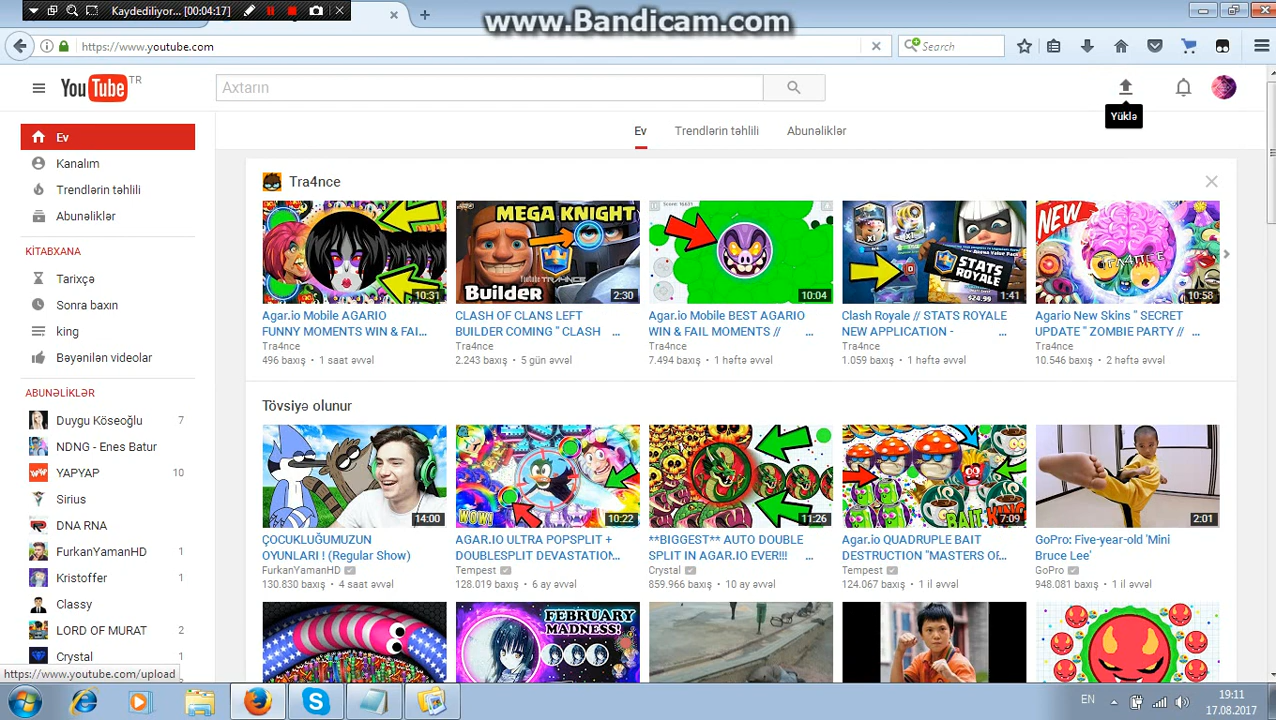 www.Bandicam.com
Kaydediliyor... [00:04:17]
https://www.youtube.com
Search
YouTube TR
Axtarın
Yüklə
Ev
Trendlərin təhlili
Abunəliklər
Ev
Kanalım
Trendlərin təhlili
Abunəliklər
KİTABXANA
Tarixçə
Sonra baxın
king
Bəyənilən videolar
ABUNƏLİKLƏR
Duygu Köseoğlu 7
NDNG - Enes Batur
YAPYAP 10
Sirius
DNA RNA
FurkanYamanHD 1
Kristoffer 1
Classy
LORD OF MURAT 2
Crystal 1
Tra4nce
10:31
MEGA KNIGHT
Builder
TRA4NCE
2:30
10:04
STATS ROYALE
$24.99
1:41
NEW
TRA4NCE
10:58
Agar.io Mobile AGARIO FUNNY MOMENTS WIN & FAI...
Tra4nce
496 baxış • 1 saat əvvəl
CLASH OF CLANS LEFT BUILDER COMING " CLASH ...
Tra4nce
2.243 baxış • 5 gün əvvəl
Agar.io Mobile BEST AGARIO WIN & FAIL MOMENTS // ...
Tra4nce
7.494 baxış • 1 həftə əvvəl
Clash Royale // STATS ROYALE NEW APPLICATION - ...
Tra4nce
1.059 baxış • 1 həftə əvvəl
Agario New Skins " SECRET UPDATE " ZOMBIE PARTY // ...
Tra4nce
10.546 baxış • 2 həftə əvvəl
Tövsiyə olunur
14:00
WOW!
10:22
11:26
BAIT KING
7:09
2:01
ÇOCUKLUĞUMUZUN OYUNLARI ! (Regular Show)
FurkanYamanHD
130.830 baxış • 4 saat əvvəl
AGAR.IO ULTRA POPSPLIT + DOUBLESPLIT DEVASTATION...
Tempest
128.019 baxış • 6 ay əvvəl
**BIGGEST** AUTO DOUBLE SPLIT IN AGAR.IO EVER!!! ...
Crystal
859.966 baxış • 10 ay əvvəl
Agar.io QUADRUPLE BAIT DESTRUCTION "MASTERS OF...
Tempest
124.067 baxış • 1 il əvvəl
GoPro: Five-year-old 'Mini Bruce Lee'
GoPro
948.081 baxış • 1 il əvvəl
FEBRUARY MADNESS!
https://www.youtube.com/upload
EN
19:11
17.08.2017